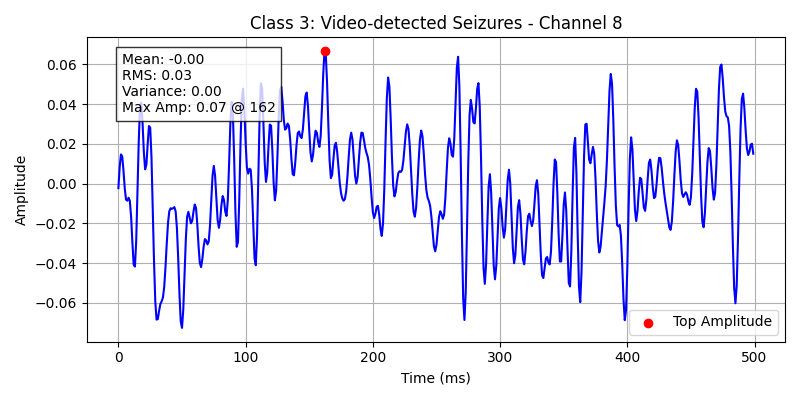 Class 3: Video-detected Seizures - Channel 8
Mean: -0.00
RMS: 0.03
Variance: 0.00
Max Amp: 0.07 @ 162
0.06
0.04
0.02
0.00
−0.02
−0.04
−0.06
Amplitude
Top Amplitude
0 100 200 300 400 500
Time (ms)